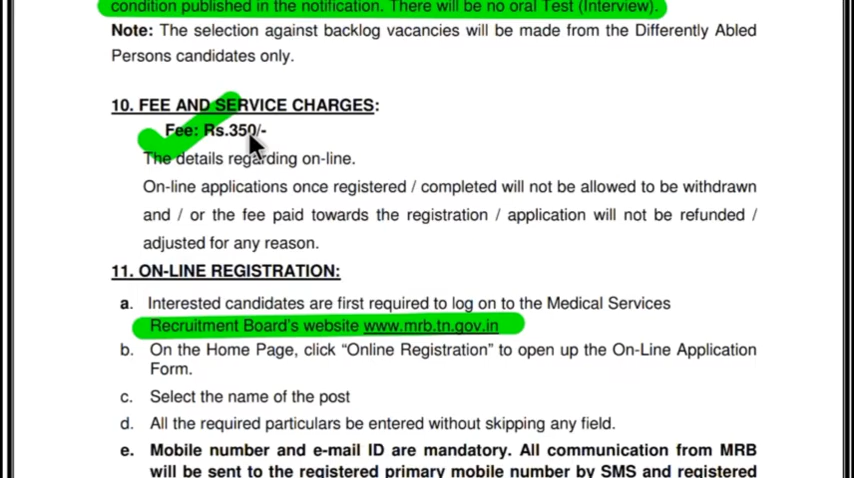 condition published in the notification. There will be no oral Test (Interview).
Note: The selection against backlog vacancies will be made from the Differently Abled
Persons candidates only.
10. FEE AND SERVICE CHARGES:
Fee: Rs.350/-
The details regarding on-line.
On-line applications once registered / completed will not be allowed to be withdrawn
and / or the fee paid towards the registration / application will not be refunded /
adjusted for any reason.
11. ON-LINE REGISTRATION:
a. Interested candidates are first required to log on to the Medical Services
Recruitment Board's website www.mrb.tn.gov.in
b. On the Home Page, click “Online Registration” to open up the On-Line Application
Form.
c. Select the name of the post
d. All the required particulars be entered without skipping any field.
e. Mobile number and e-mail ID are mandatory. All communication from MRB
will be sent to the registered primary mobile number by SMS and registered